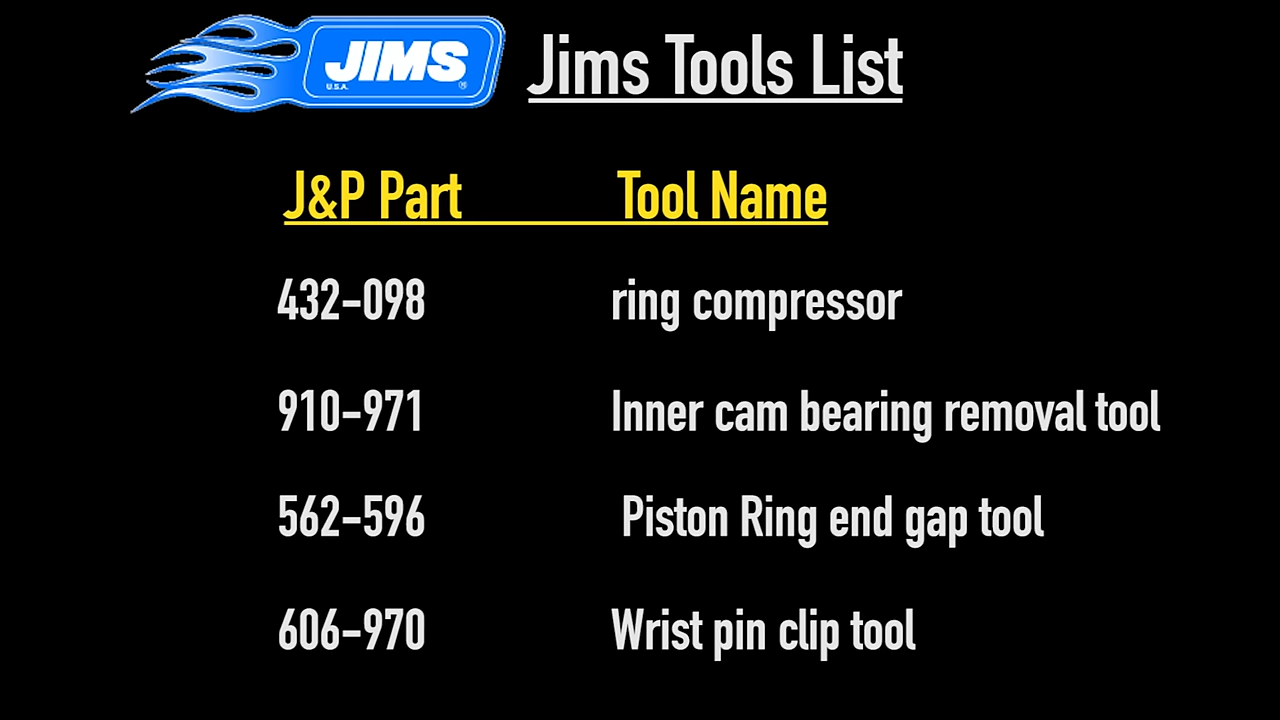 JIMS
U.S.A. ®
Jims Tools List
J&P Part Tool Name
432-098 ring compressor
910-971 Inner cam bearing removal tool
562-596 Piston Ring end gap tool
606-970 Wrist pin clip tool